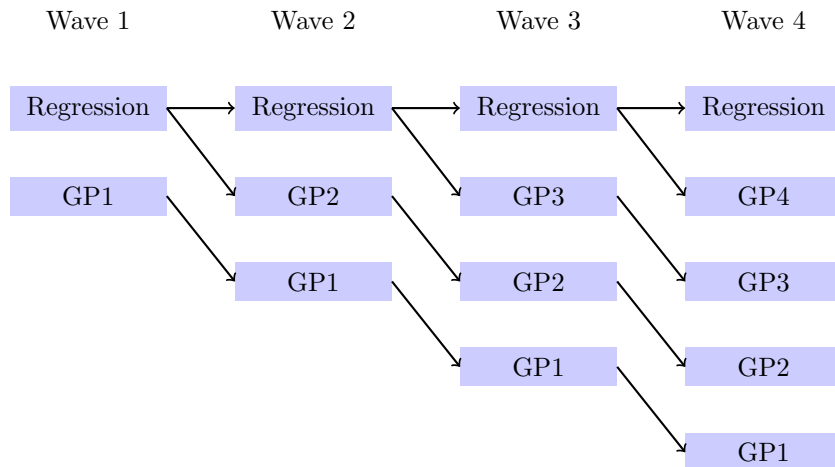 Wave 1 Wave 2 Wave 3 Wave 4
Regression Regression Regression Regression
GP1 GP2 GP3 GP4
GP1 GP2 GP3
GP1 GP2
GP1